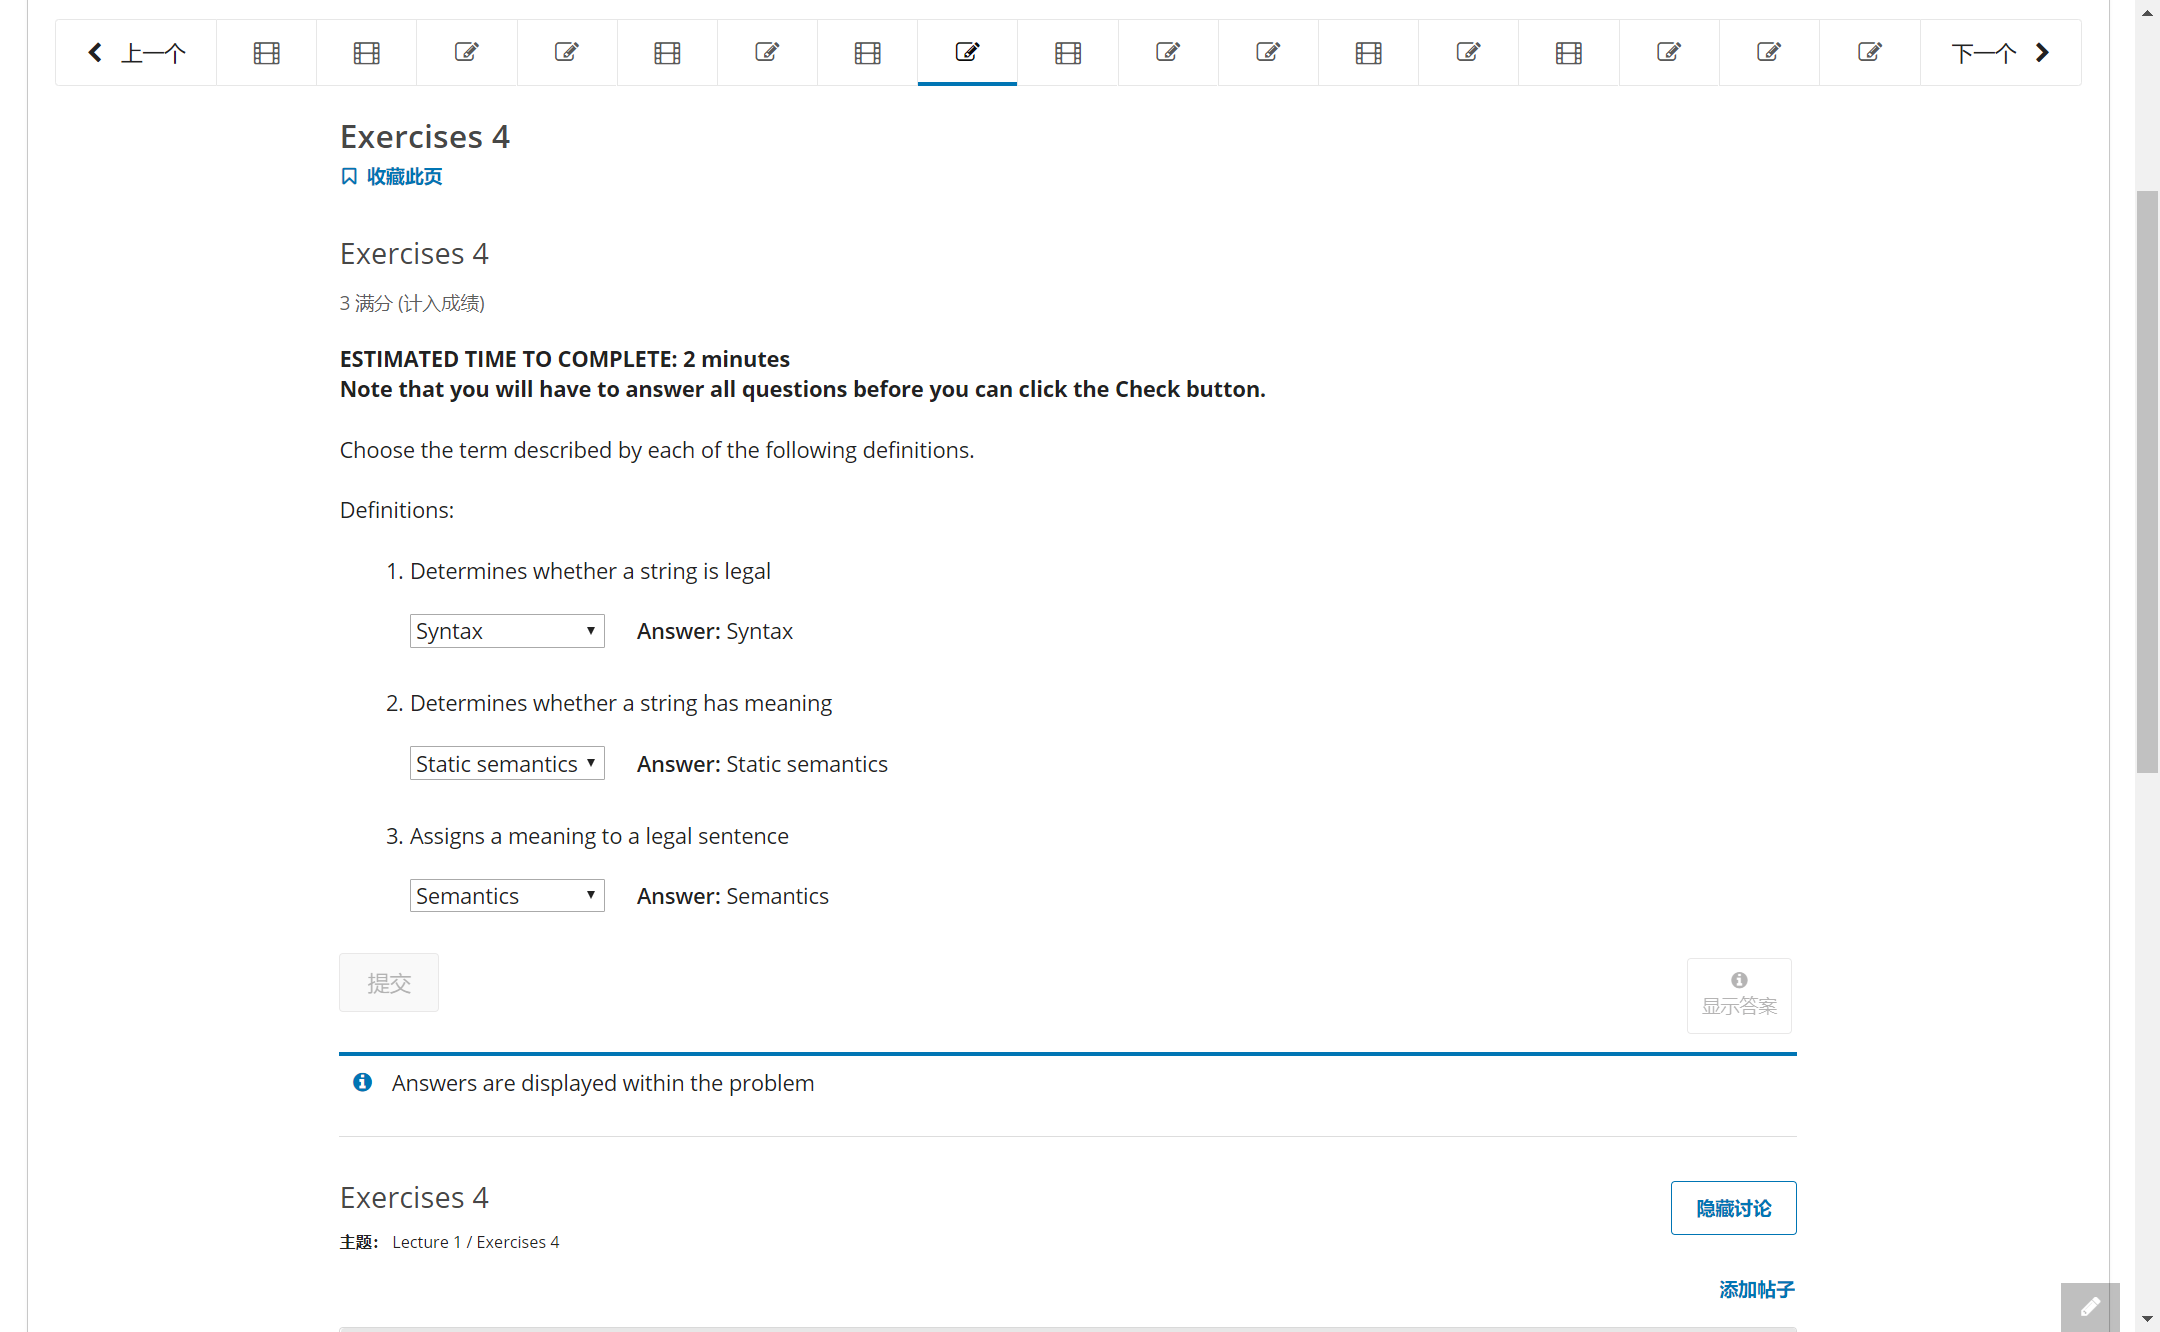 上一个
下一个
Exercises 4
收藏此页
Exercises 4
3 满分 (计入成绩)
ESTIMATED TIME TO COMPLETE: 2 minutes
Note that you will have to answer all questions before you can click the Check button.
Choose the term described by each of the following definitions.
Definitions:
1. Determines whether a string is legal
Syntax Answer: Syntax
2. Determines whether a string has meaning
Static semantics Answer: Static semantics
3. Assigns a meaning to a legal sentence
Semantics Answer: Semantics
提交
显示答案
Answers are displayed within the problem
Exercises 4
隐藏讨论
主题: Lecture 1 / Exercises 4
添加帖子